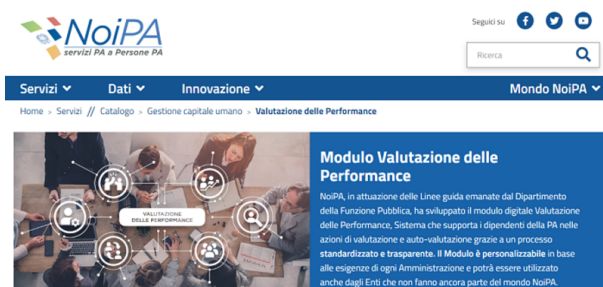 NoiPA
servizi PA a Persone PA
Seguici su
Ricerca
Servizi Dati Innovazione Mondo NoiPA
Home > Servizi // Catalogo > Gestione capitale umano > Valutazione delle Performance
VALUTAZIONE
DELLE PERFORMANCE
Modulo Valutazione delle
Performance
NoiPA, in attuazione delle Linee guida emanate dal Dipartimento
della Funzione Pubblica, ha sviluppato il modulo digitale Valutazione
delle Performance, Sistema che supporta i dipendenti della PA nelle
azioni di valutazione e auto-valutazione grazie a un processo
standardizzato e trasparente. Il Modulo è personalizzabile in base
alle esigenze di ogni Amministrazione e potrà essere utilizzato
anche dagli Enti che non fanno ancora parte del mondo NoiPA.